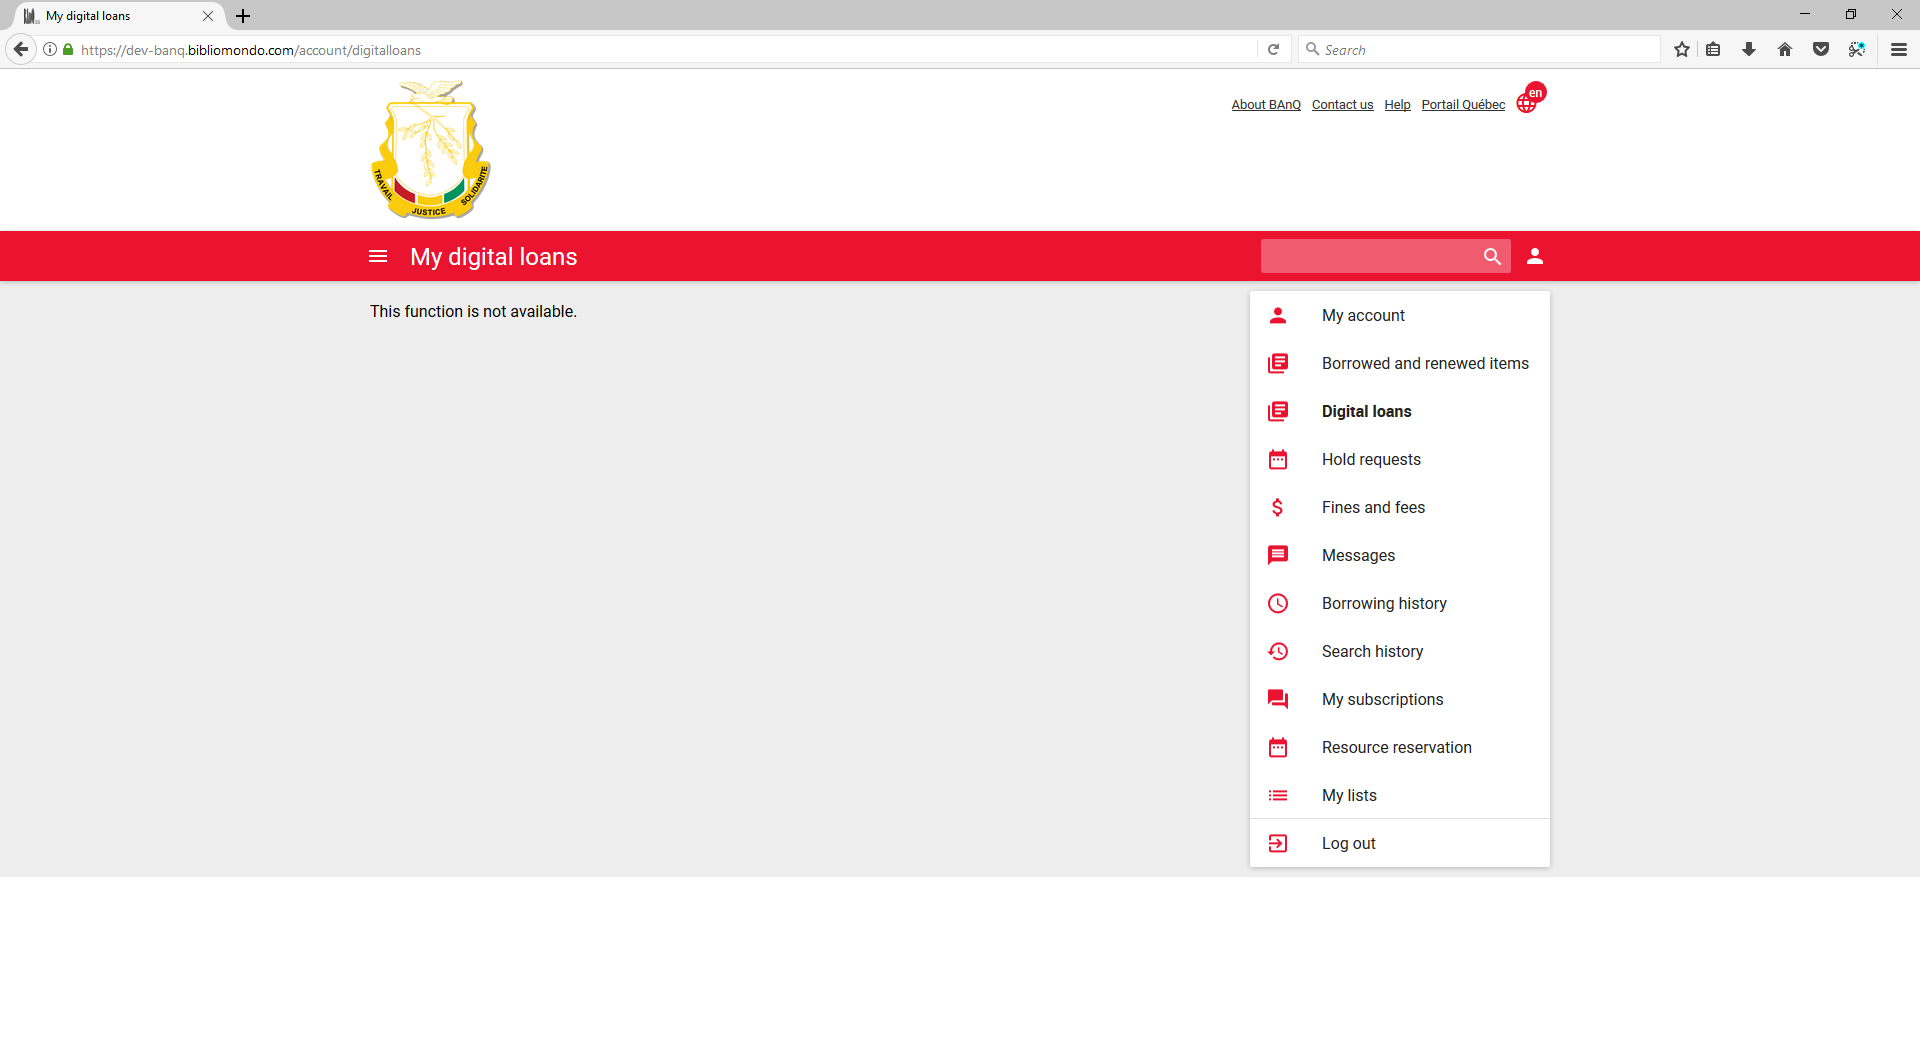 My digital loans
https://dev-banq.bibliomondo.com/account/digitalloans
Search
About BAnQ Contact us Help Portail Québec en
TRAVAIL JUSTICE SOLIDARITE
My digital loans
This function is not available.
My account
Borrowed and renewed items
Digital loans
Hold requests
Fines and fees
Messages
Borrowing history
Search history
My subscriptions
Resource reservation
My lists
Log out